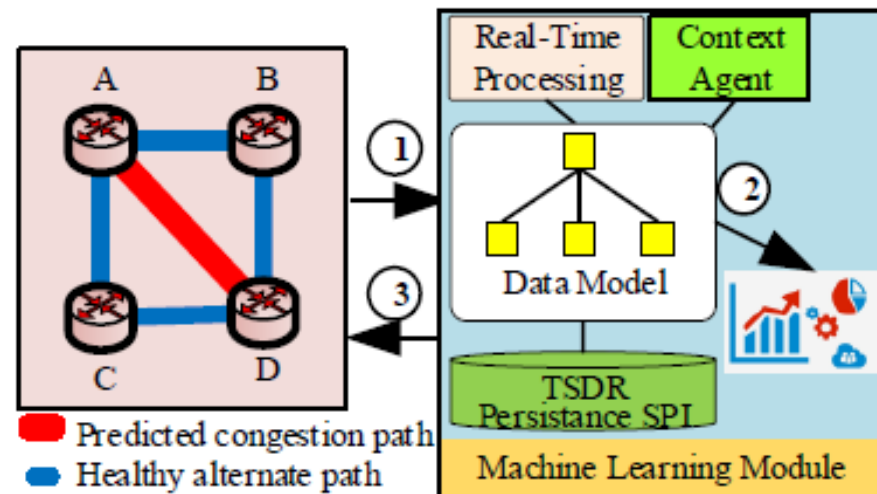 A
B
C
D
1
3
Predicted congestion path
Healthy alternate path
Real-Time
Processing
Context
Agent
2
Data Model
TSDR
Persistance SPI
Machine Learning Module